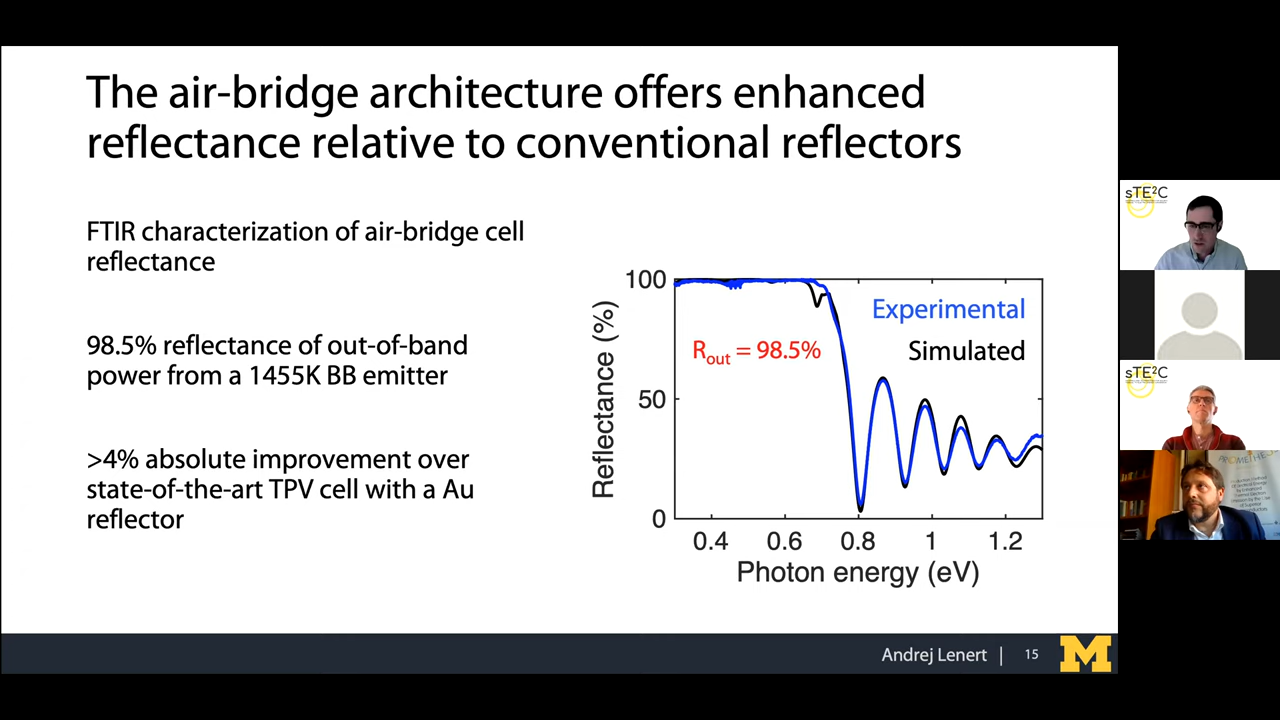 The air-bridge architecture offers enhanced
reflectance relative to conventional reflectors
FTIR characterization of air-bridge cell
reflectance
98.5% reflectance of out-of-band
power from a 1455K BB emitter
>4% absolute improvement over
state-of-the-art TPV cell with a Au
reflector
Reflectance (%)
100
50
0
Experimental
Simulated
Rout = 98.5%
0.4 0.6 0.8 1 1.2
Photon energy (eV)
Andrej Lenert | 15 M
sTE²C
sTE²C